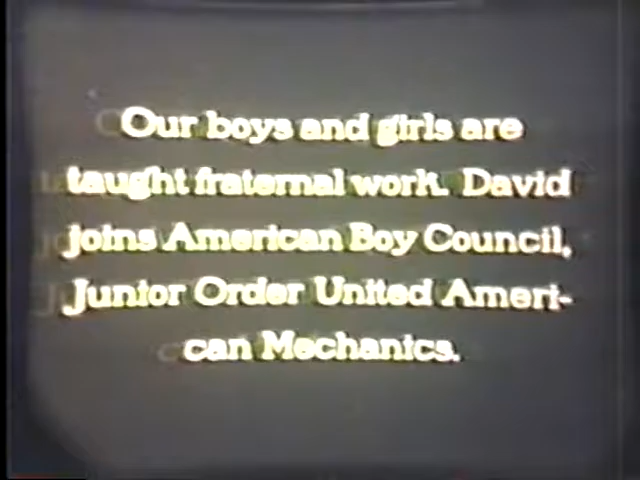 Our boys and girls are
taught fraternal work. David
joins American Boy Council,
Junior Order United Ameri-
can Mechanics.